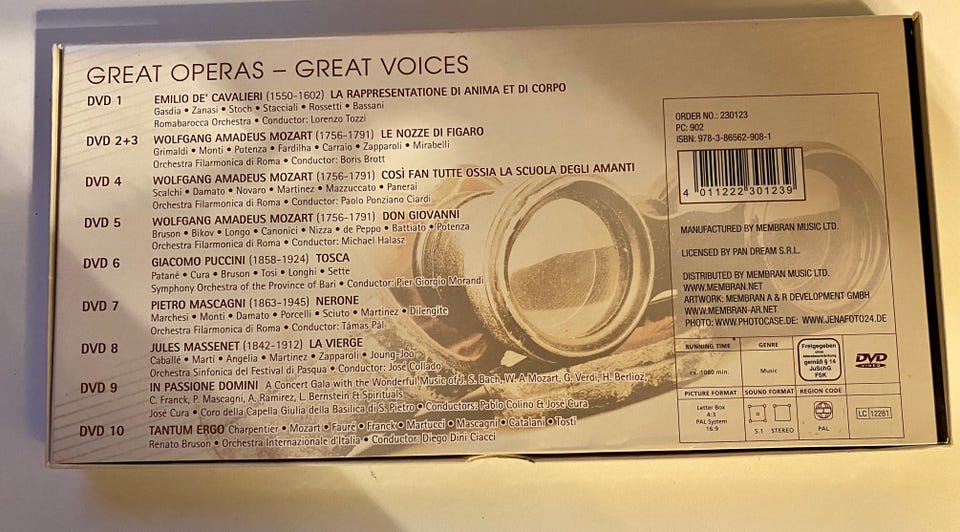 GREAT OPERAS – GREAT VOICES
DVD 1 EMILIO DE' CAVALIERI (1550-1602) LA RAPPRESENTATIONE DI ANIMA ET DI CORPO
Gasdia • Zanasi • Stoch • Stacciali • Rossetti • Bassani
Romabarocca Orchestra • Conductor: Lorenzo Tozzi
DVD 2+3 WOLFGANG AMADEUS MOZART (1756-1791) LE NOZZE DI FIGARO
Grimaldi • Monti • Potenza • Fardilha • Carraio • Zapparoli • Mirabelli
Orchestra Filarmonica di Roma • Conductor: Boris Brott
DVD 4 WOLFGANG AMADEUS MOZART (1756-1791) COSÌ FAN TUTTE OSSIA LA SCUOLA DEGLI AMANTI
Scalchi • Damato • Novaro • Martinez • Mazzuccato • Panerai
Orchestra Filarmonica di Roma • Conductor: Paolo Ponziano Ciardi
DVD 5 WOLFGANG AMADEUS MOZART (1756-1791) DON GIOVANNI
Bruson • Bikov • Longo • Canonici • Nizza • de Peppo • Battiato • Potenza
Orchestra Filarmonica di Roma • Conductor: Michael Halasz
DVD 6 GIACOMO PUCCINI (1858-1924) TOSCA
Patané • Cura • Bruson • Tosi • Longhi • Sette
Symphony Orchestra of the Province of Bari • Conductor: Pier Giorgio Morandi
DVD 7 PIETRO MASCAGNI (1863-1945) NERONE
Marchesi • Monti • Damato • Porcelli • Sciuto • Martinez • Dilengite
Orchestra Filarmonica di Roma • Conductor: Támas Pál
DVD 8 JULES MASSENET (1842-1912) LA VIERGE
Caballé • Martí • Angelia • Martinez • Zapparoli • Joung-Joo
Orchestra Sinfonica del Festival di Pasqua • Conductor: José Collado
DVD 9 IN PASSIONE DOMINI A Concert Gala with the Wonderful Music of J. S. Bach, W. A Mozart, G. Verdi, H. Berlioz,
C. Franck, P. Mascagni, A. Ramirez, L. Bernstein & Spirituals
José Cura • Coro della Capella Giulia della Basilica di S. Pietro • Conductors: Pablo Colino & José Cura
DVD 10 TANTUM ERGO Charpentier • Mozart • Fauré • Franck • Martucci • Mascagni • Catalani • Tosti
Renato Bruson • Orchestra Internazionale d'Italia • Conductor: Diego Dini Ciacci
ORDER NO.: 230123
PC: 902
ISBN: 978-3-86562-908-1
4 011222 301239
MANUFACTURED BY MEMBRAN MUSIC LTD.
LICENSED BY PAN DREAM S.R.L.
DISTRIBUTED BY MEMBRAN MUSIC LTD.
WWW.MEMBRAN.NET
ARTWORK: MEMBRAN A & R DEVELOPMENT GMBH
WWW.MEMBRAN-AR.NET
PHOTO: WWW.PHOTOCASE.DE; WWW.JENAFOTO24.DE
RUNNING TIME
ca. 1080 min.
GENRE
Music
Freigegeben
ohne
Altersbeschränkung
gemäß § 14
JuSchG
FSK
DVD
VIDEO
PICTURE FORMAT
Letter Box
4:3
PAL System
16:9
SOUND FORMAT
5.1 STEREO
REGION CODE
PAL
LC 12281